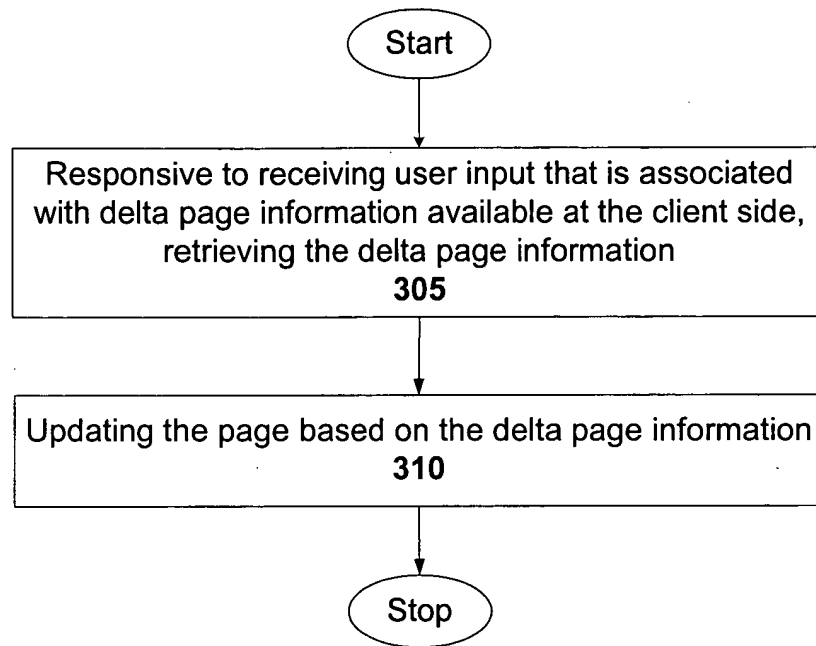 Start
Responsive to receiving user input that is associated
with delta page information available at the client side,
retrieving the delta page information
305
Updating the page based on the delta page information
310
Stop